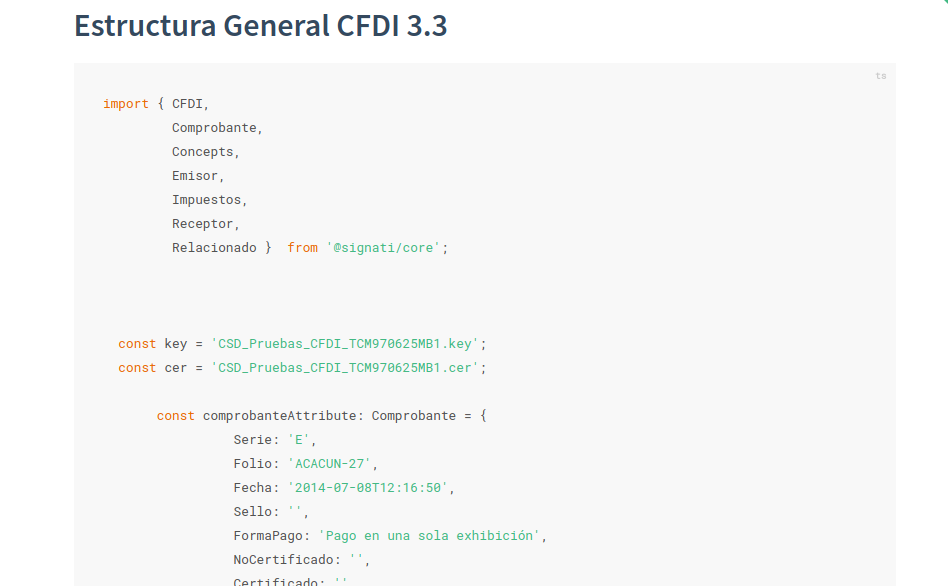 Estructura General CFDI 3.3
ts
import { CFDI,
Comprobante,
Concepts,
Emisor,
Impuestos,
Receptor,
Relacionado }  from '@signati/core';
const key = 'CSD_Pruebas_CFDI_TCM970625MB1.key';
const cer = 'CSD_Pruebas_CFDI_TCM970625MB1.cer';
const comprobanteAttribute: Comprobante = {
Serie: 'E',
Folio: 'ACACUN-27',
Fecha: '2014-07-08T12:16:50',
Sello: '',
FormaPago: 'Pago en una sola exhibición',
NoCertificado: '',
Certificado: ''